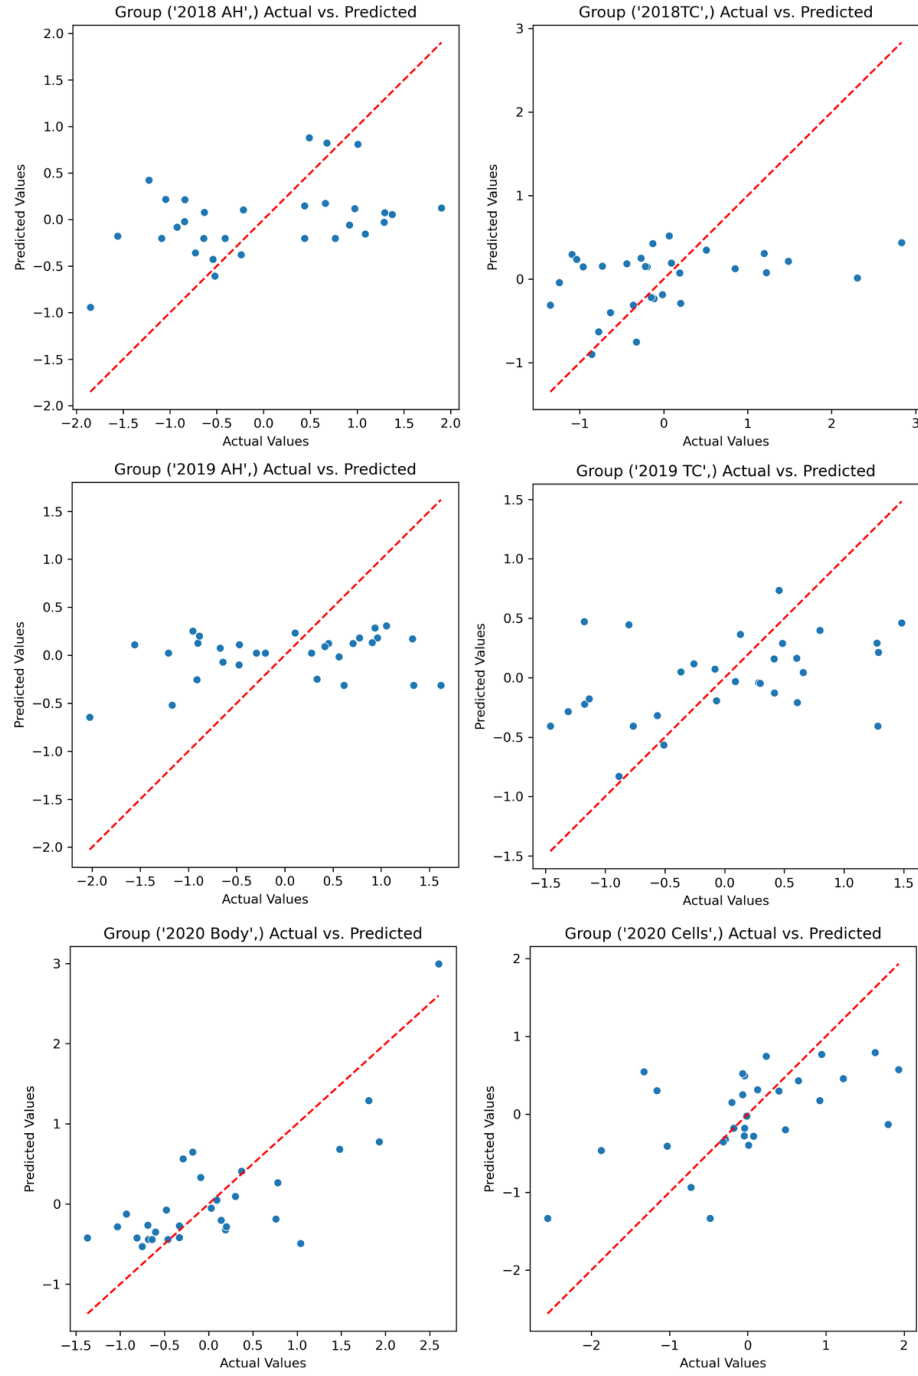 Group ('2018 AH',) Actual vs. Predicted
2.0
1.5
1.0
0.5
0.0
−0.5
−1.0
−1.5
−2.0
Predicted Values
−2.0 −1.5 −1.0 −0.5 0.0 0.5 1.0 1.5 2.0
Actual Values
Group ('2018TC',) Actual vs. Predicted
3
2
1
0
−1
Predicted Values
−1 0 1 2 3
Actual Values
Group ('2019 AH',) Actual vs. Predicted
1.5
1.0
0.5
0.0
−0.5
−1.0
−1.5
−2.0
Predicted Values
−2.0 −1.5 −1.0 −0.5 0.0 0.5 1.0 1.5
Actual Values
Group ('2019 TC',) Actual vs. Predicted
1.5
1.0
0.5
0.0
−0.5
−1.0
−1.5
Predicted Values
−1.5 −1.0 −0.5 0.0 0.5 1.0 1.5
Actual Values
Group ('2020 Body',) Actual vs. Predicted
3
2
1
0
−1
Predicted Values
−1.5 −1.0 −0.5 0.0 0.5 1.0 1.5 2.0 2.5
Actual Values
Group ('2020 Cells',) Actual vs. Predicted
2
1
0
−1
−2
Predicted Values
−2 −1 0 1 2
Actual Values